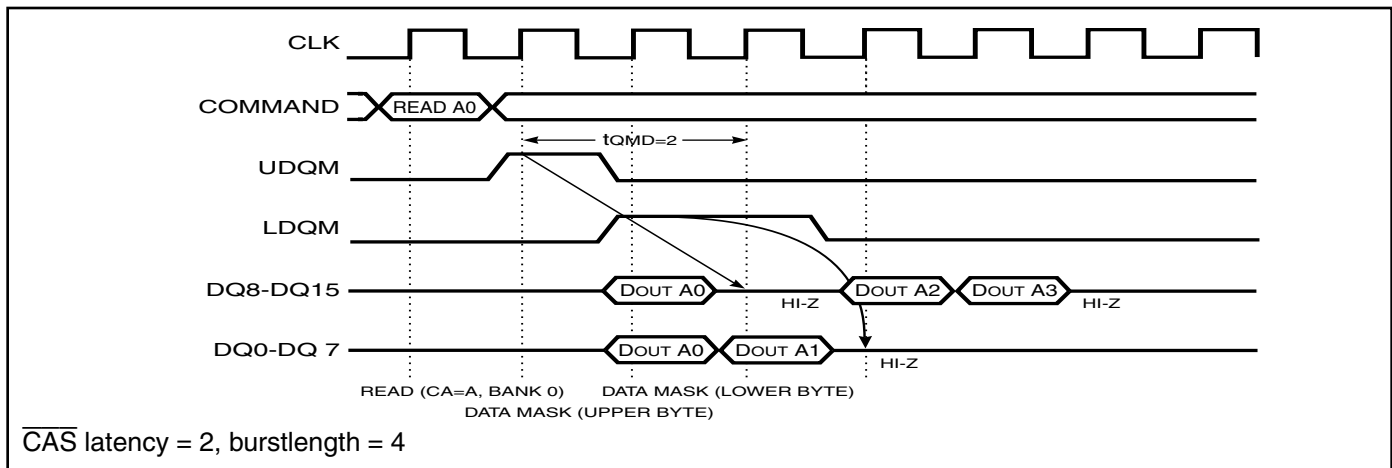 CLK
COMMAND READ A0
tQMD=2
UDQM
LDQM
DQ8-DQ15 DOUT A0 HI-Z DOUT A2 DOUT A3 HI-Z
DQ0-DQ 7 DOUT A0 DOUT A1 HI-Z
READ (CA=A, BANK 0) DATA MASK (LOWER BYTE)
DATA MASK (UPPER BYTE)
CAS latency = 2, burstlength = 4